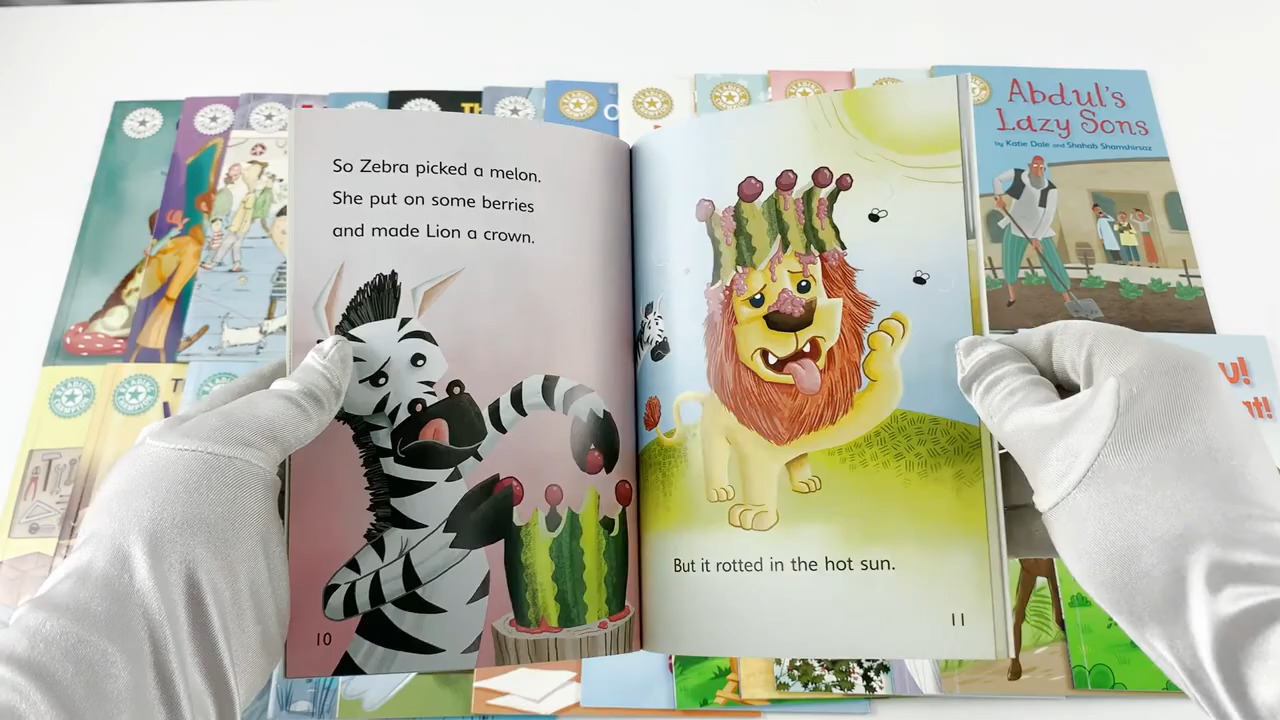 So Zebra picked a melon.
She put on some berries
and made Lion a crown.
10
But it rotted in the hot sun.
11
Abdul's
Lazy Sons
by Katie Dale and Shahab Shamshirsaz